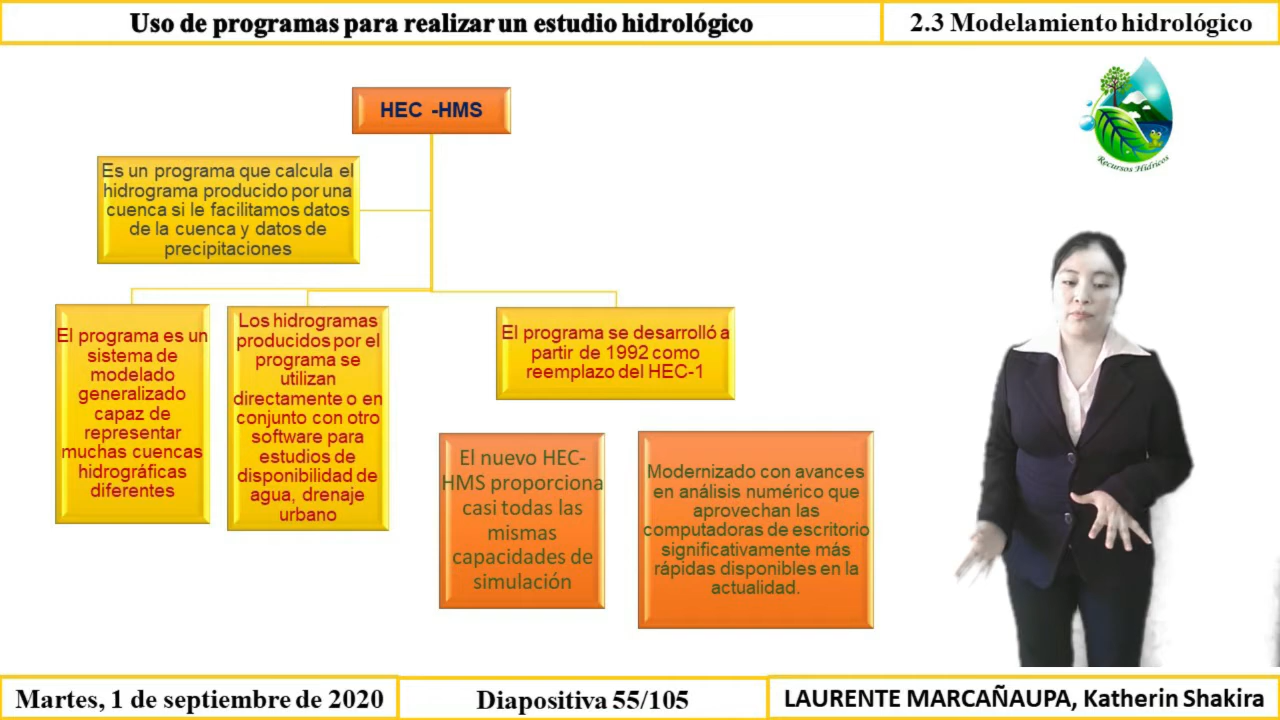 Uso de programas para realizar un estudio hidrológico
2.3 Modelamiento hidrológico
HEC -HMS
Recursos Hídricos
Es un programa que calcula el
hidrograma producido por una
cuenca si le facilitamos datos
de la cuenca y datos de
precipitaciones
El programa es un
sistema de
modelado
generalizado
capaz de
representar
muchas cuencas
hidrográficas
diferentes
Los hidrogramas
producidos por el
programa se
utilizan
directamente o en
conjunto con otro
software para
estudios de
disponibilidad de
agua, drenaje
urbano
El programa se desarrolló a
partir de 1992 como
reemplazo del HEC-1
El nuevo HEC-
HMS proporciona
casi todas las
mismas
capacidades de
simulación
Modernizado con avances
en análisis numérico que
aprovechan las
computadoras de escritorio
significativamente más
rápidas disponibles en la
actualidad.
Martes, 1 de septiembre de 2020
Diapositiva 55/105
LAURENTE MARCAÑAUPA, Katherin Shakira